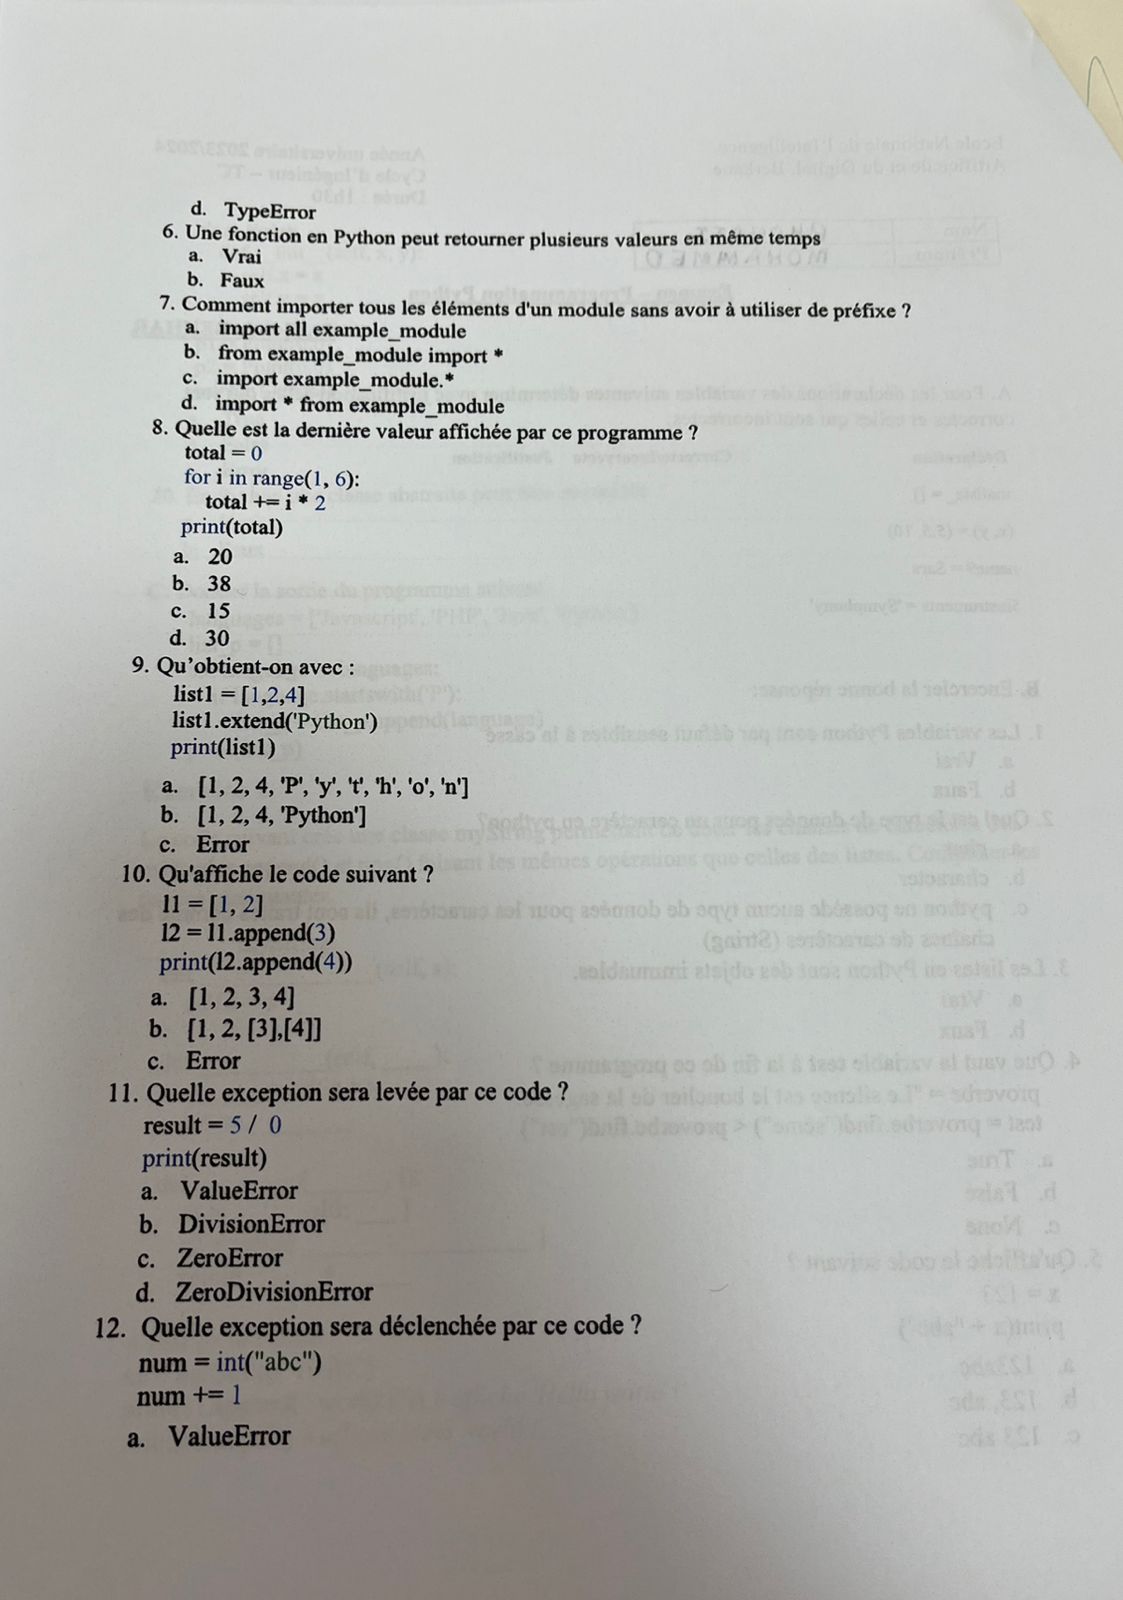 d. TypeError
6. Une fonction en Python peut retourner plusieurs valeurs en même temps
a. Vrai
b. Faux
7. Comment importer tous les éléments d'un module sans avoir à utiliser de préfixe ?
a. import all example_module
b. from example_module import *
c. import example_module.*
d. import * from example_module
8. Quelle est la dernière valeur affichée par ce programme ?
total = 0
for i in range(1, 6):
total += i * 2
print(total)
a. 20
b. 38
c. 15
d. 30
9. Qu’obtient-on avec :
list1 = [1,2,4]
list1.extend('Python')
print(list1)
a. [1, 2, 4, 'P', 'y', 't', 'h', 'o', 'n']
b. [1, 2, 4, 'Python']
c. Error
10. Qu'affiche le code suivant ?
l1 = [1, 2]
l2 = l1.append(3)
print(l2.append(4))
a. [1, 2, 3, 4]
b. [1, 2, [3],[4]]
c. Error
11. Quelle exception sera levée par ce code ?
result = 5 / 0
print(result)
a. ValueError
b. DivisionError
c. ZeroError
d. ZeroDivisionError
12. Quelle exception sera déclenchée par ce code ?
num = int("abc")
num += 1
a. ValueError